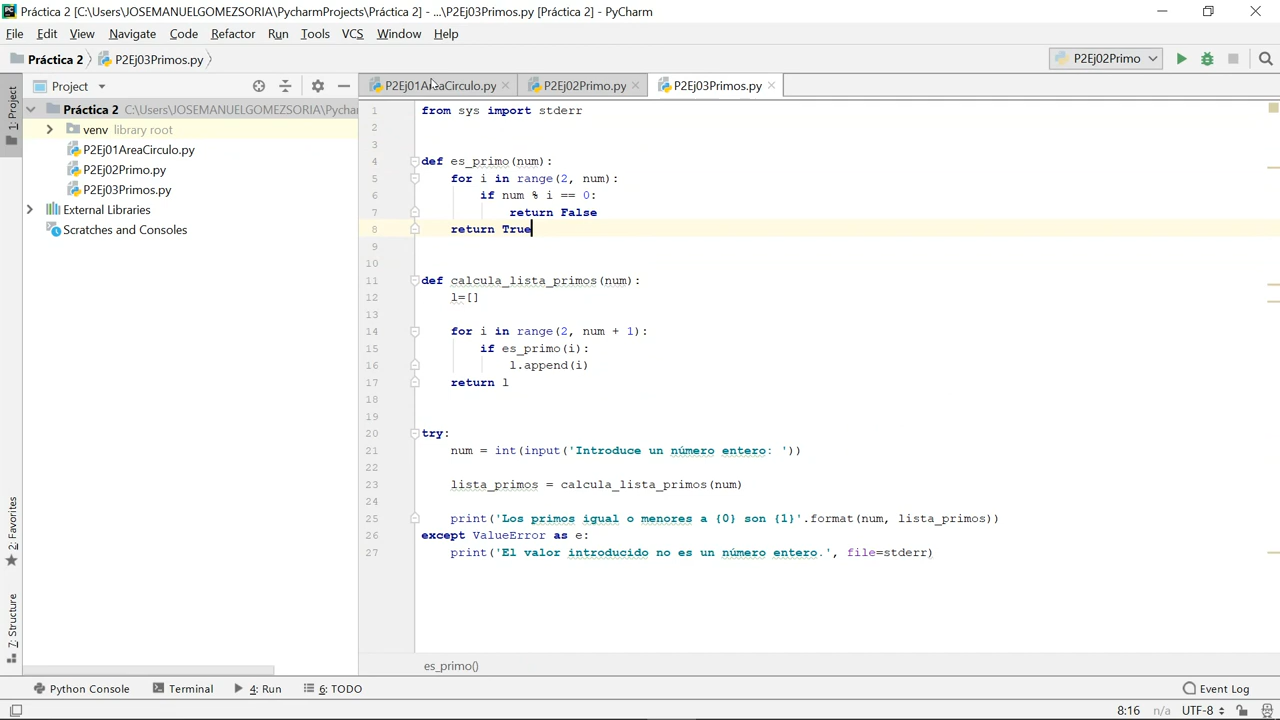 Práctica 2 [C:\Users\JOSEMANUELGOMEZSORIA\PycharmProjects\Práctica 2] - ...\P2Ej03Primos.py [Práctica 2] - PyCharm
File Edit View Navigate Code Refactor Run Tools VCS Window Help
Práctica 2 P2Ej03Primos.py P2Ej02Primo
Project P2Ej01AreaCirculo.py P2Ej02Primo.py P2Ej03Primos.py
1: Project
Práctica 2 C:\Users\JOSEMANUELGOMEZSORIA\Pychar
venv library root
P2Ej01AreaCirculo.py
P2Ej02Primo.py
P2Ej03Primos.py
External Libraries
Scratches and Consoles
2: Favorites
7: Structure
1 from sys import stderr
2
3
4 def es_primo(num):
5 for i in range(2, num):
6 if num % i == 0:
7 return False
8 return True
9
10
11 def calcula_lista_primos(num):
12 l=[]
13
14 for i in range(2, num + 1):
15 if es_primo(i):
16 l.append(i)
17 return l
18
19
20 try:
21 num = int(input('Introduce un número entero: '))
22
23 lista_primos = calcula_lista_primos(num)
24
25 print('Los primos igual o menores a {0} son {1}'.format(num, lista_primos))
26 except ValueError as e:
27 print('El valor introducido no es un número entero.', file=stderr)
es_primo()
Python Console Terminal 4: Run 6: TODO Event Log
8:16 n/a UTF-8